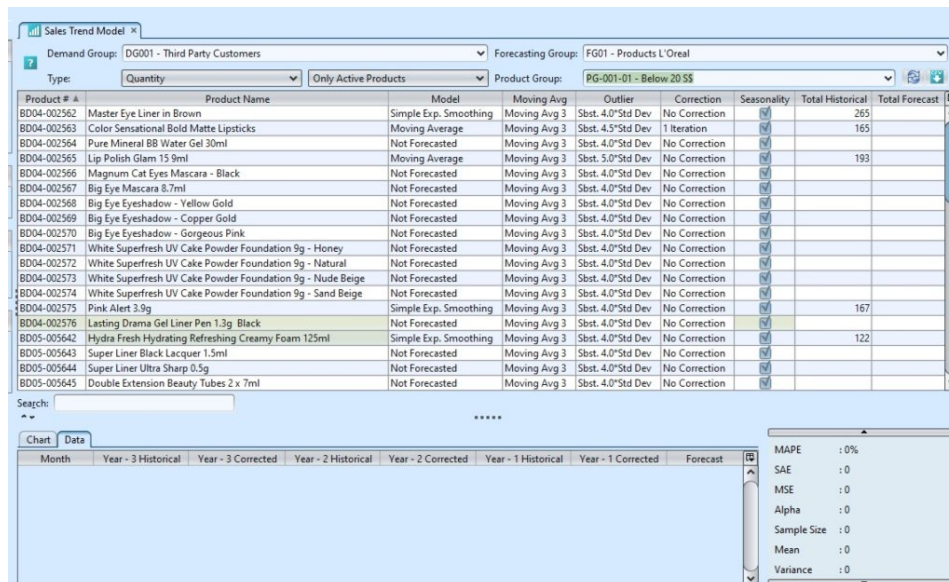 Sales Trend Model ×
Demand Group: DG001 - Third Party Customers Forecasting Group: FG01 - Products L'Oreal
? Type: Quantity Only Active Products Product Group: PG-001-01 - Below 20 S$
Product # Product Name Model Moving Avg Outlier Correction Seasonality Total Historical Total Forecast
BD04-002562 Master Eye Liner in Brown Simple Exp. Smoothing Moving Avg 3 Sbst. 4.0*Std Dev No Correction 265
BD04-002563 Color Sensational Bold Matte Lipsticks Moving Average Moving Avg 3 Sbst. 4.5*Std Dev 1 Iteration 165
BD04-002564 Pure Mineral BB Water Gel 30ml Not Forecasted Moving Avg 3 Sbst. 4.0*Std Dev No Correction
BD04-002565 Lip Polish Glam 15 9ml Moving Average Moving Avg 3 Sbst. 5.0*Std Dev No Correction 193
BD04-002566 Magnum Cat Eyes Mascara - Black Not Forecasted Moving Avg 3 Sbst. 4.0*Std Dev No Correction
BD04-002567 Big Eye Mascara 8.7ml Not Forecasted Moving Avg 3 Sbst. 4.0*Std Dev No Correction
BD04-002568 Big Eye Eyeshadow - Yellow Gold Not Forecasted Moving Avg 3 Sbst. 4.0*Std Dev No Correction
BD04-002569 Big Eye Eyeshadow - Copper Gold Not Forecasted Moving Avg 3 Sbst. 4.0*Std Dev No Correction
BD04-002570 Big Eye Eyeshadow - Gorgeous Pink Not Forecasted Moving Avg 3 Sbst. 4.0*Std Dev No Correction
BD04-002571 White Superfresh UV Cake Powder Foundation 9g - Honey Not Forecasted Moving Avg 3 Sbst. 4.0*Std Dev No Correction
BD04-002572 White Superfresh UV Cake Powder Foundation 9g - Natural Not Forecasted Moving Avg 3 Sbst. 4.0*Std Dev No Correction
BD04-002573 White Superfresh UV Cake Powder Foundation 9g - Nude Beige Not Forecasted Moving Avg 3 Sbst. 4.0*Std Dev No Correction
BD04-002574 White Superfresh UV Cake Powder Foundation 9g - Sand Beige Not Forecasted Moving Avg 3 Sbst. 4.0*Std Dev No Correction
BD04-002575 Pink Alert 3.9g Simple Exp. Smoothing Moving Avg 3 Sbst. 4.0*Std Dev No Correction 167
BD04-002576 Lasting Drama Gel Liner Pen 1.3g Black Not Forecasted Moving Avg 3 Sbst. 4.0*Std Dev No Correction
BD05-005642 Hydra Fresh Hydrating Refreshing Creamy Foam 125ml Simple Exp. Smoothing Moving Avg 3 Sbst. 4.0*Std Dev No Correction 122
BD05-005643 Super Liner Black Lacquer 1.5ml Not Forecasted Moving Avg 3 Sbst. 4.0*Std Dev No Correction
BD05-005644 Super Liner Ultra Sharp 0.5g Not Forecasted Moving Avg 3 Sbst. 4.0*Std Dev No Correction
BD05-005645 Double Extension Beauty Tubes 2 x 7ml Not Forecasted Moving Avg 3 Sbst. 4.0*Std Dev No Correction
Search:
Chart Data
Month Year - 3 Historical Year - 3 Corrected Year - 2 Historical Year - 2 Corrected Year - 1 Historical Year - 1 Corrected Forecast
MAPE : 0%
SAE : 0
MSE : 0
Alpha : 0
Sample Size : 0
Mean : 0
Variance : 0